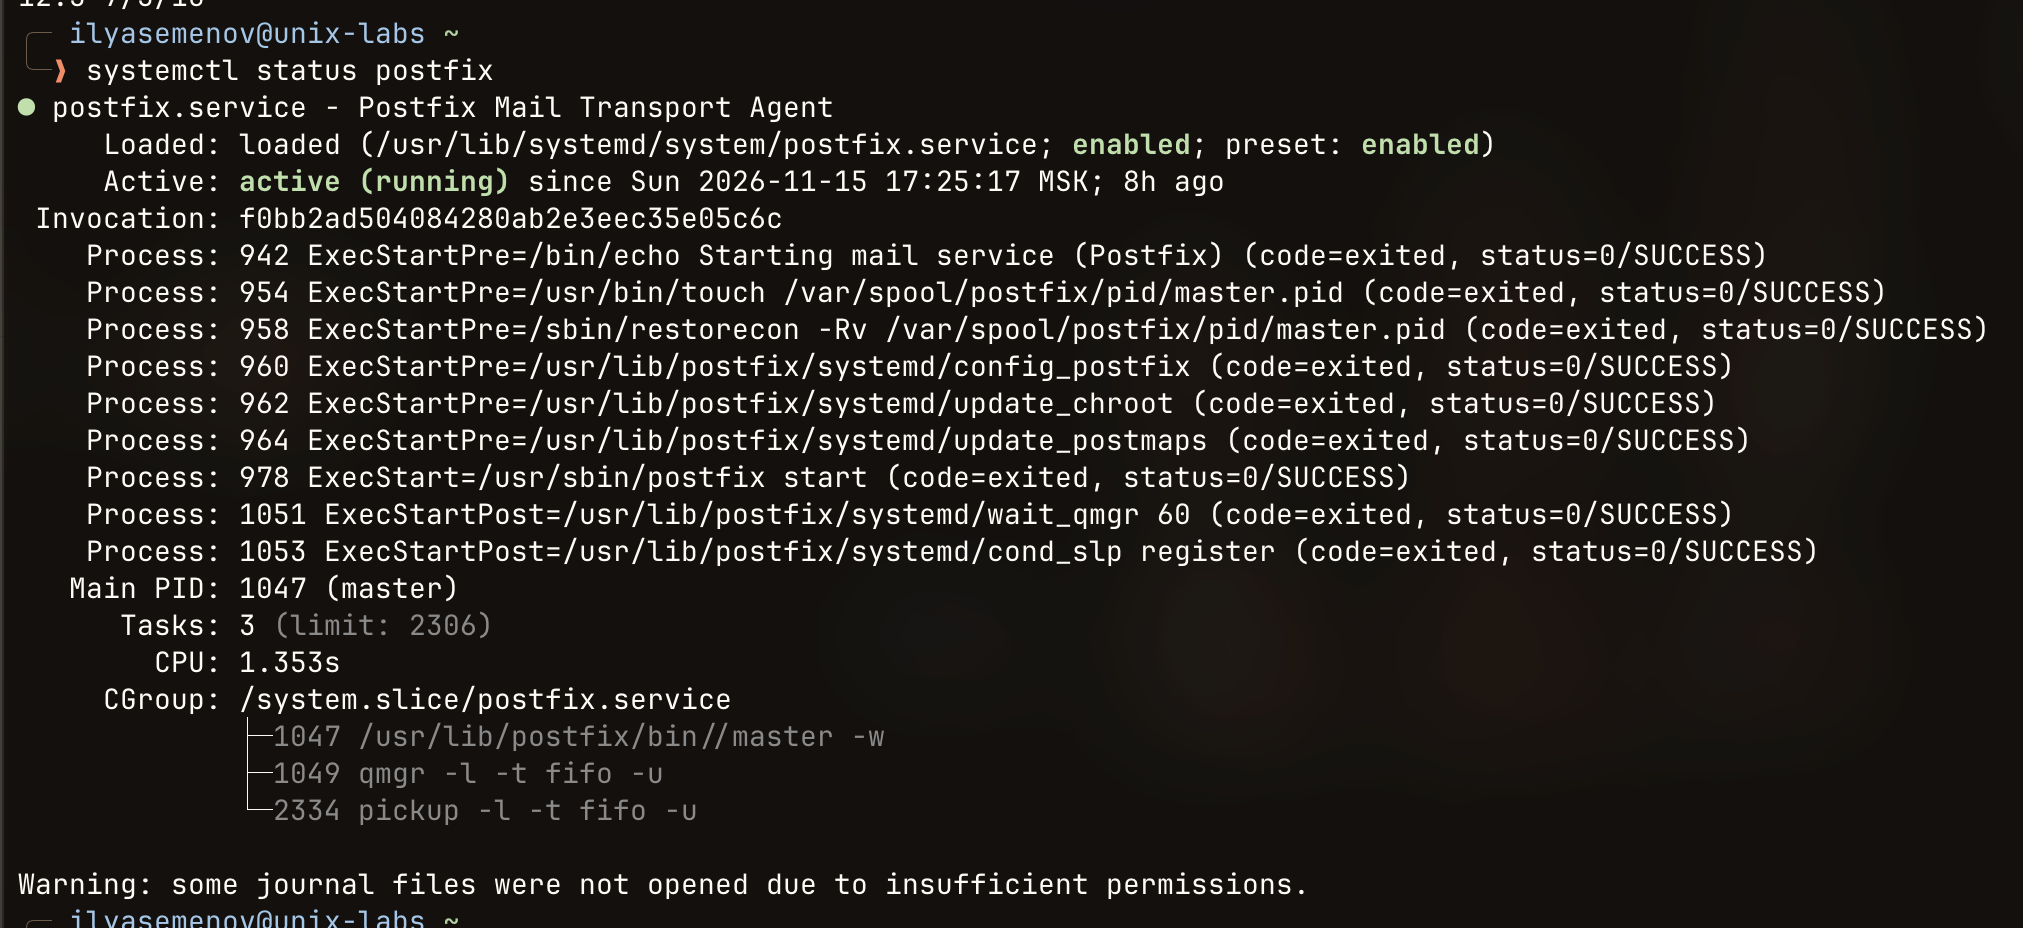 ilyasemenov@unix-labs ~
❯ systemctl status postfix
● postfix.service - Postfix Mail Transport Agent
     Loaded: loaded (/usr/lib/systemd/system/postfix.service; enabled; preset: enabled)
     Active: active (running) since Sun 2026-11-15 17:25:17 MSK; 8h ago
 Invocation: f0bb2ad504084280ab2e3eec35e05c6c
    Process: 942 ExecStartPre=/bin/echo Starting mail service (Postfix) (code=exited, status=0/SUCCESS)
    Process: 954 ExecStartPre=/usr/bin/touch /var/spool/postfix/pid/master.pid (code=exited, status=0/SUCCESS)
    Process: 958 ExecStartPre=/sbin/restorecon -Rv /var/spool/postfix/pid/master.pid (code=exited, status=0/SUCCESS)
    Process: 960 ExecStartPre=/usr/lib/postfix/systemd/config_postfix (code=exited, status=0/SUCCESS)
    Process: 962 ExecStartPre=/usr/lib/postfix/systemd/update_chroot (code=exited, status=0/SUCCESS)
    Process: 964 ExecStartPre=/usr/lib/postfix/systemd/update_postmaps (code=exited, status=0/SUCCESS)
    Process: 978 ExecStart=/usr/sbin/postfix start (code=exited, status=0/SUCCESS)
    Process: 1051 ExecStartPost=/usr/lib/postfix/systemd/wait_qmgr 60 (code=exited, status=0/SUCCESS)
    Process: 1053 ExecStartPost=/usr/lib/postfix/systemd/cond_slp register (code=exited, status=0/SUCCESS)
   Main PID: 1047 (master)
      Tasks: 3 (limit: 2306)
        CPU: 1.353s
     CGroup: /system.slice/postfix.service
             ├─1047 /usr/lib/postfix/bin//master -w
             ├─1049 qmgr -l -t fifo -u
             └─2334 pickup -l -t fifo -u
Warning: some journal files were not opened due to insufficient permissions.
ilyasemenov@unix-labs ~